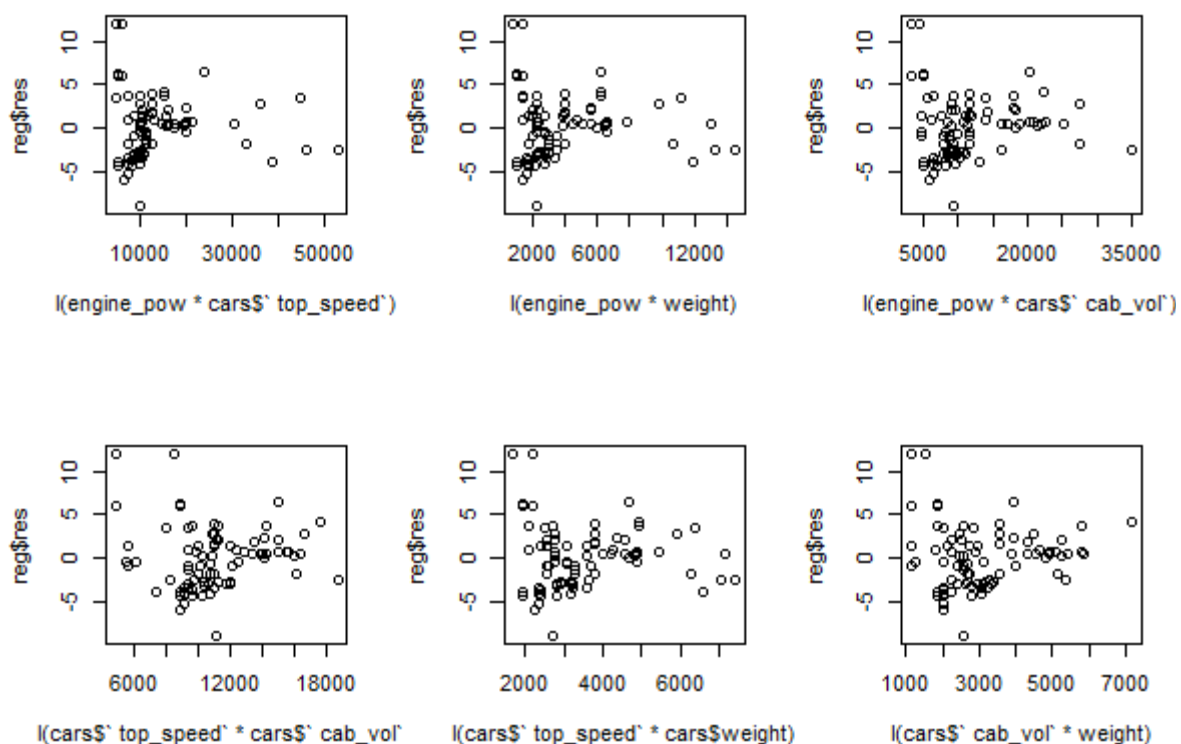 reg$res
10
5
0
-5
10000 30000 50000
I(engine_pow * cars$` top_speed`)
reg$res
10
5
0
-5
2000 6000 12000
I(engine_pow * weight)
reg$res
10
5
0
-5
5000 20000 35000
I(engine_pow * cars$` cab_vol`)
reg$res
10
5
0
-5
6000 12000 18000
I(cars$` top_speed` * cars$` cab_vol`
reg$res
10
5
0
-5
2000 4000 6000
I(cars$` top_speed` * cars$weight)
reg$res
10
5
0
-5
1000 3000 5000 7000
I(cars$` cab_vol` * weight)